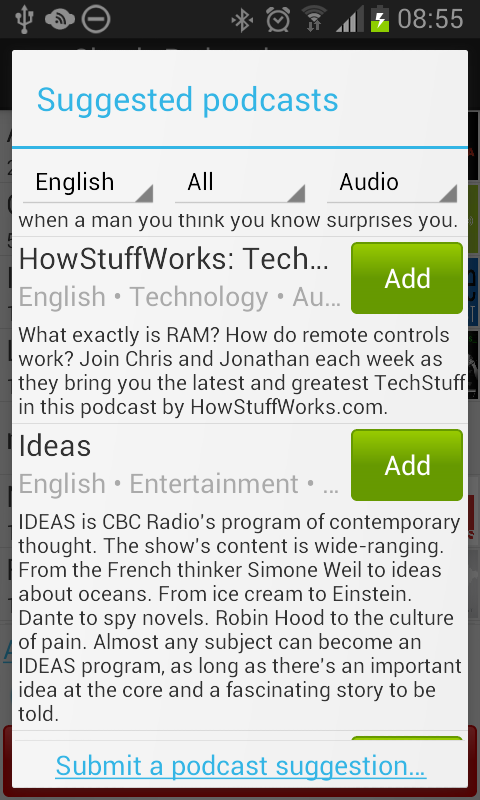 08:55
Suggested podcasts
English All Audio
when a man you think you know surprises you.
HowStuffWorks: Tech...
Add
English • Technology • Au...
What exactly is RAM? How do remote controls
work? Join Chris and Jonathan each week as
they bring you the latest and greatest TechStuff
in this podcast by HowStuffWorks.com.
Ideas
Add
English • Entertainment • ...
IDEAS is CBC Radio's program of contemporary
thought. The show's content is wide-ranging.
From the French thinker Simone Weil to ideas
about oceans. From ice cream to Einstein.
Dante to spy novels. Robin Hood to the culture
of pain. Almost any subject can become an
IDEAS program, as long as there's an important
idea at the core and a fascinating story to be
told.
Submit a podcast suggestion...